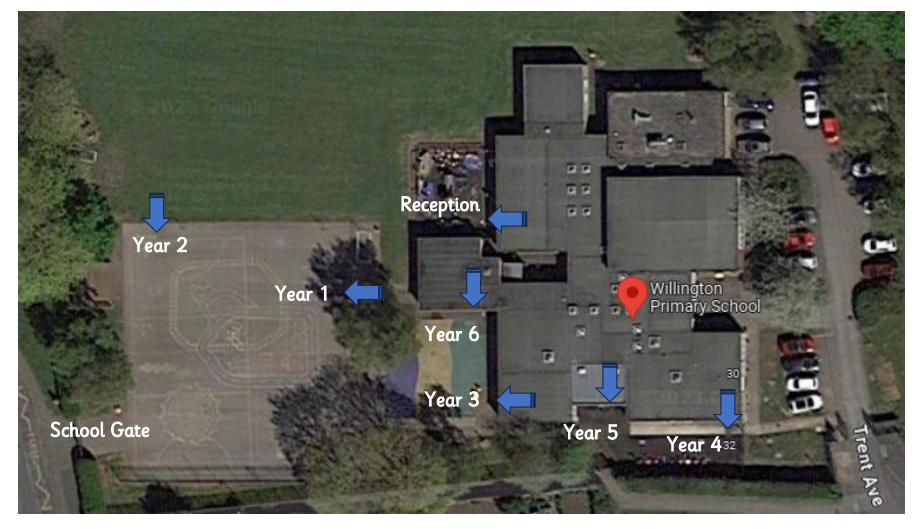 Reception
Year 2
Year 1
Willington
Primary School
Year 6
30
Year 3
School Gate
Year 5
Year 4
32
Trent Ave